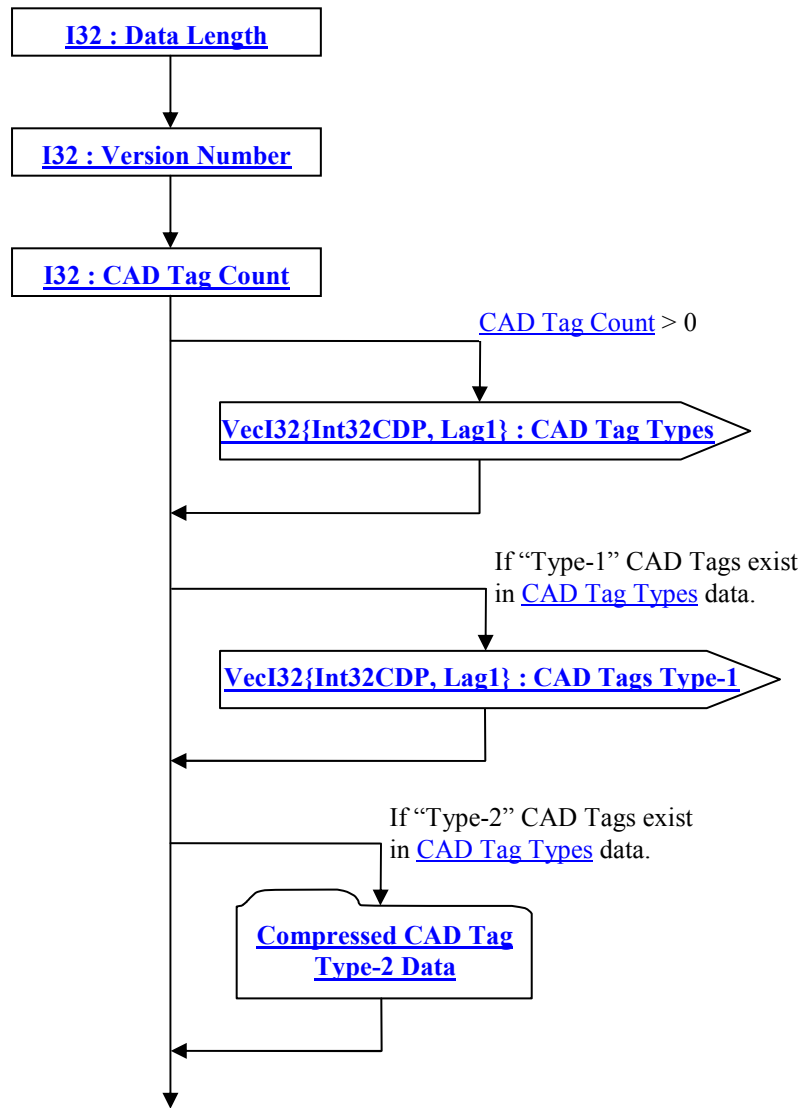 I32 : Data Length
I32 : Version Number
I32 : CAD Tag Count
CAD Tag Count > 0
VecI32{Int32CDP, Lag1} : CAD Tag Types
If “Type-1” CAD Tags exist
in CAD Tag Types data.
VecI32{Int32CDP, Lag1} : CAD Tags Type-1
If “Type-2” CAD Tags exist
in CAD Tag Types data.
Compressed CAD Tag
Type-2 Data